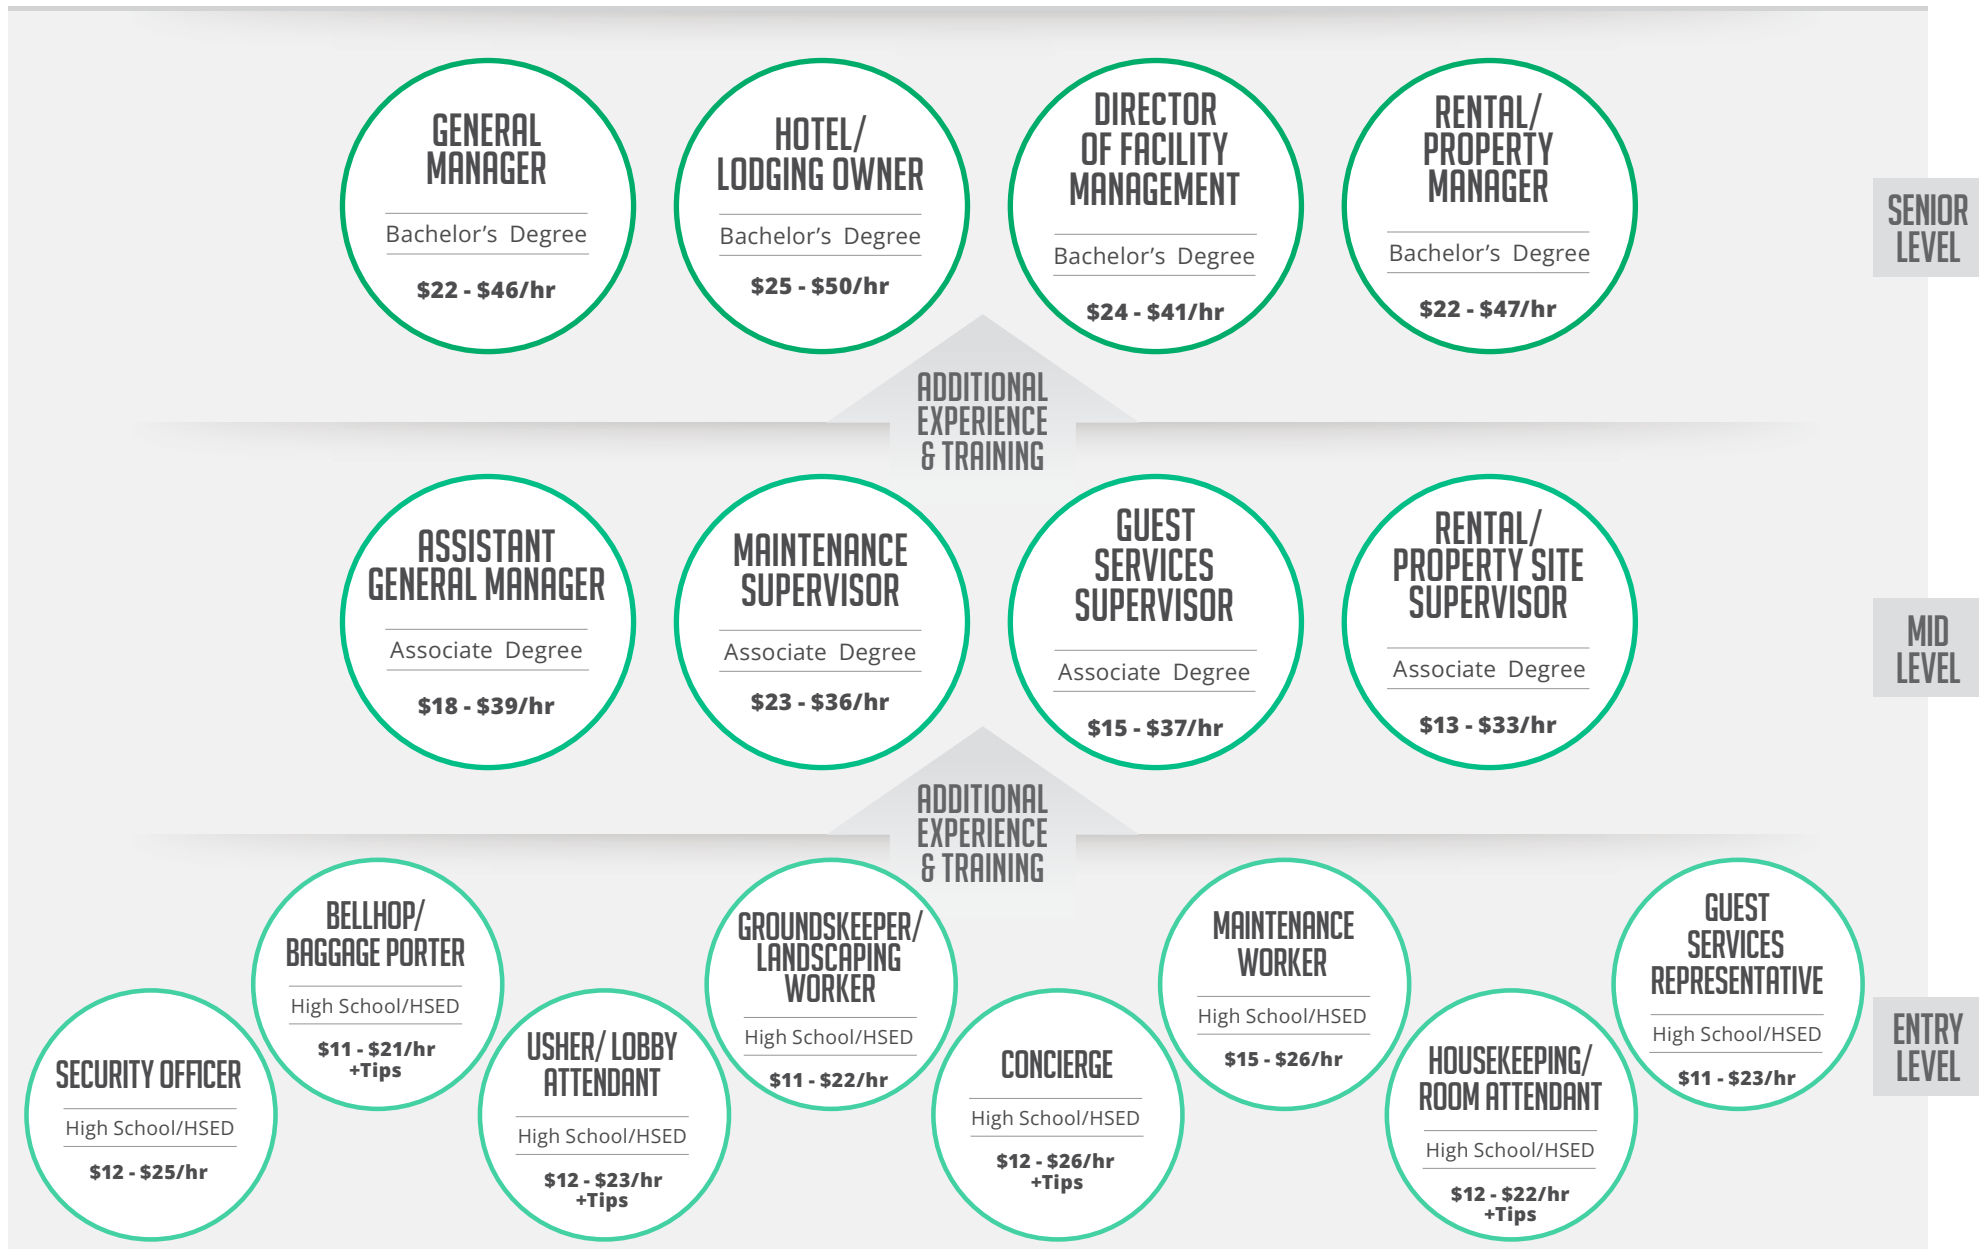 GENERAL
MANAGER
Bachelor's Degree
$22 - $46/hr
HOTEL/
LODGING OWNER
Bachelor's Degree
$25 - $50/hr
DIRECTOR
OF FACILITY
MANAGEMENT
Bachelor's Degree
$24 - $41/hr
RENTAL/
PROPERTY
MANAGER
Bachelor's Degree
$22 - $47/hr
SENIOR
LEVEL
ADDITIONAL
EXPERIENCE
& TRAINING
ASSISTANT
GENERAL MANAGER
Associate Degree
$18 - $39/hr
MAINTENANCE
SUPERVISOR
Associate Degree
$23 - $36/hr
GUEST
SERVICES
SUPERVISOR
Associate Degree
$15 - $37/hr
RENTAL/
PROPERTY SITE
SUPERVISOR
Associate Degree
$13 - $33/hr
MID
LEVEL
ADDITIONAL
EXPERIENCE
& TRAINING
SECURITY OFFICER
High School/HSED
$12 - $25/hr
BELLHOP/
BAGGAGE PORTER
High School/HSED
$11 - $21/hr
+Tips
USHER/ LOBBY
ATTENDANT
High School/HSED
$12 - $23/hr
+Tips
GROUNDSKEEPER/
LANDSCAPING
WORKER
High School/HSED
$11 - $22/hr
CONCIERGE
High School/HSED
$12 - $26/hr
+Tips
MAINTENANCE
WORKER
High School/HSED
$15 - $26/hr
HOUSEKEEPING/
ROOM ATTENDANT
High School/HSED
$12 - $22/hr
+Tips
GUEST
SERVICES
REPRESENTATIVE
High School/HSED
$11 - $23/hr
ENTRY
LEVEL